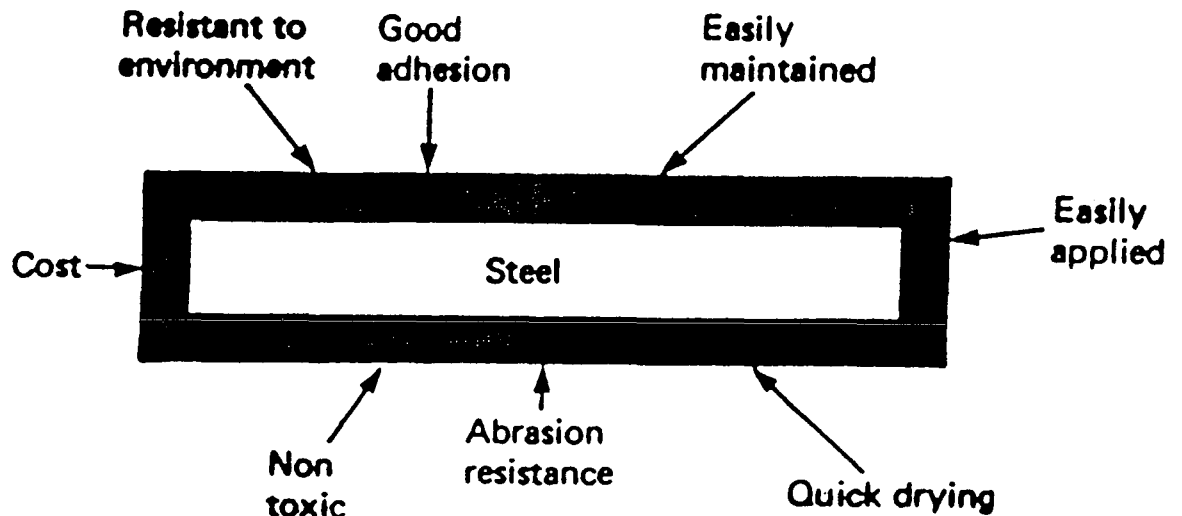 Resistant to
environment
Good
adhesion
Easily
maintained
Easily
applied
Cost
Steel
Non
toxic
Abrasion
resistance
Quick drying